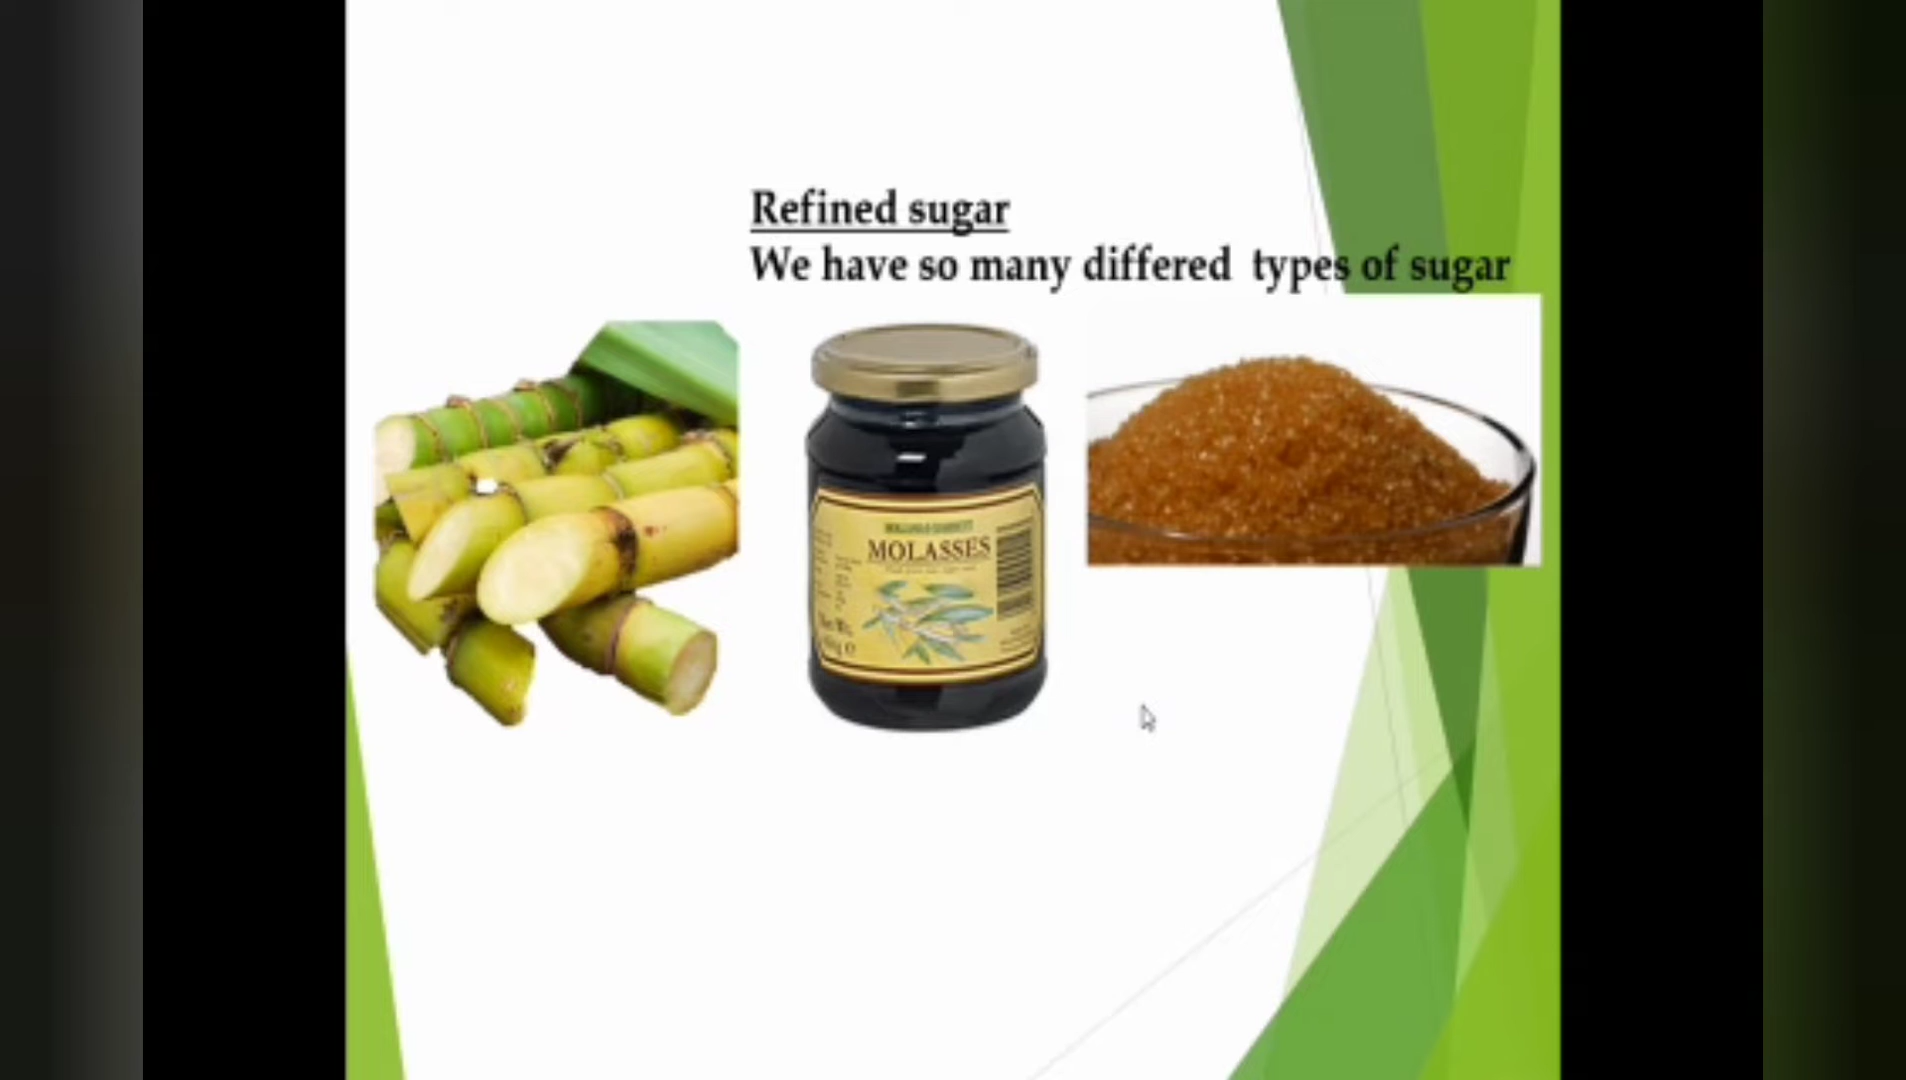 Refined sugar
We have so many differed types of sugar
MOLASSES